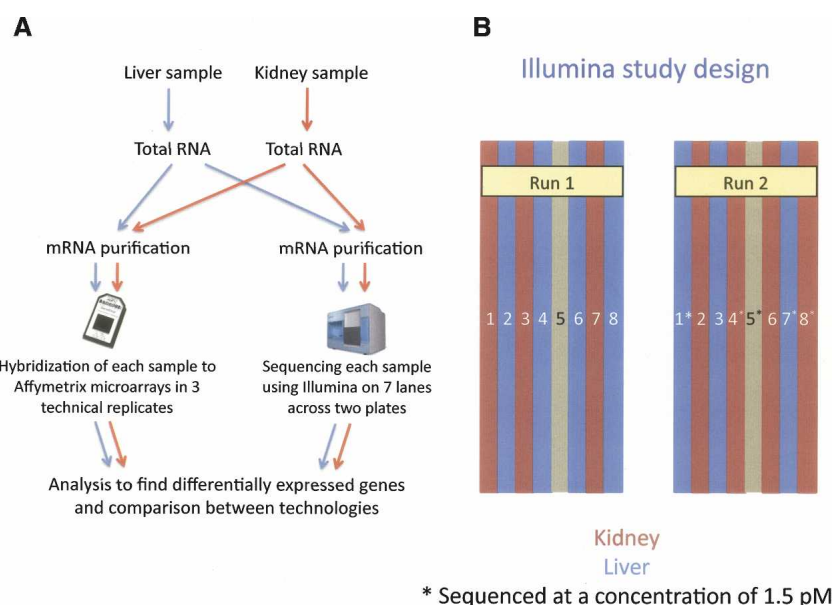 A
Liver sample
Kidney sample
Total RNA
Total RNA
mRNA purification
mRNA purification
Hybridization of each sample to
Affymetrix microarrays in 3
technical replicates
Sequencing each sample
using Illumina on 7 lanes
across two plates
Analysis to find differentially expressed genes
and comparison between technologies
B
Illumina study design
Run 1
Run 2
1 2 3 4 5 6 7 8
1* 2 3 4* 5* 6 7* 8*
Kidney
Liver
* Sequenced at a concentration of 1.5 pM